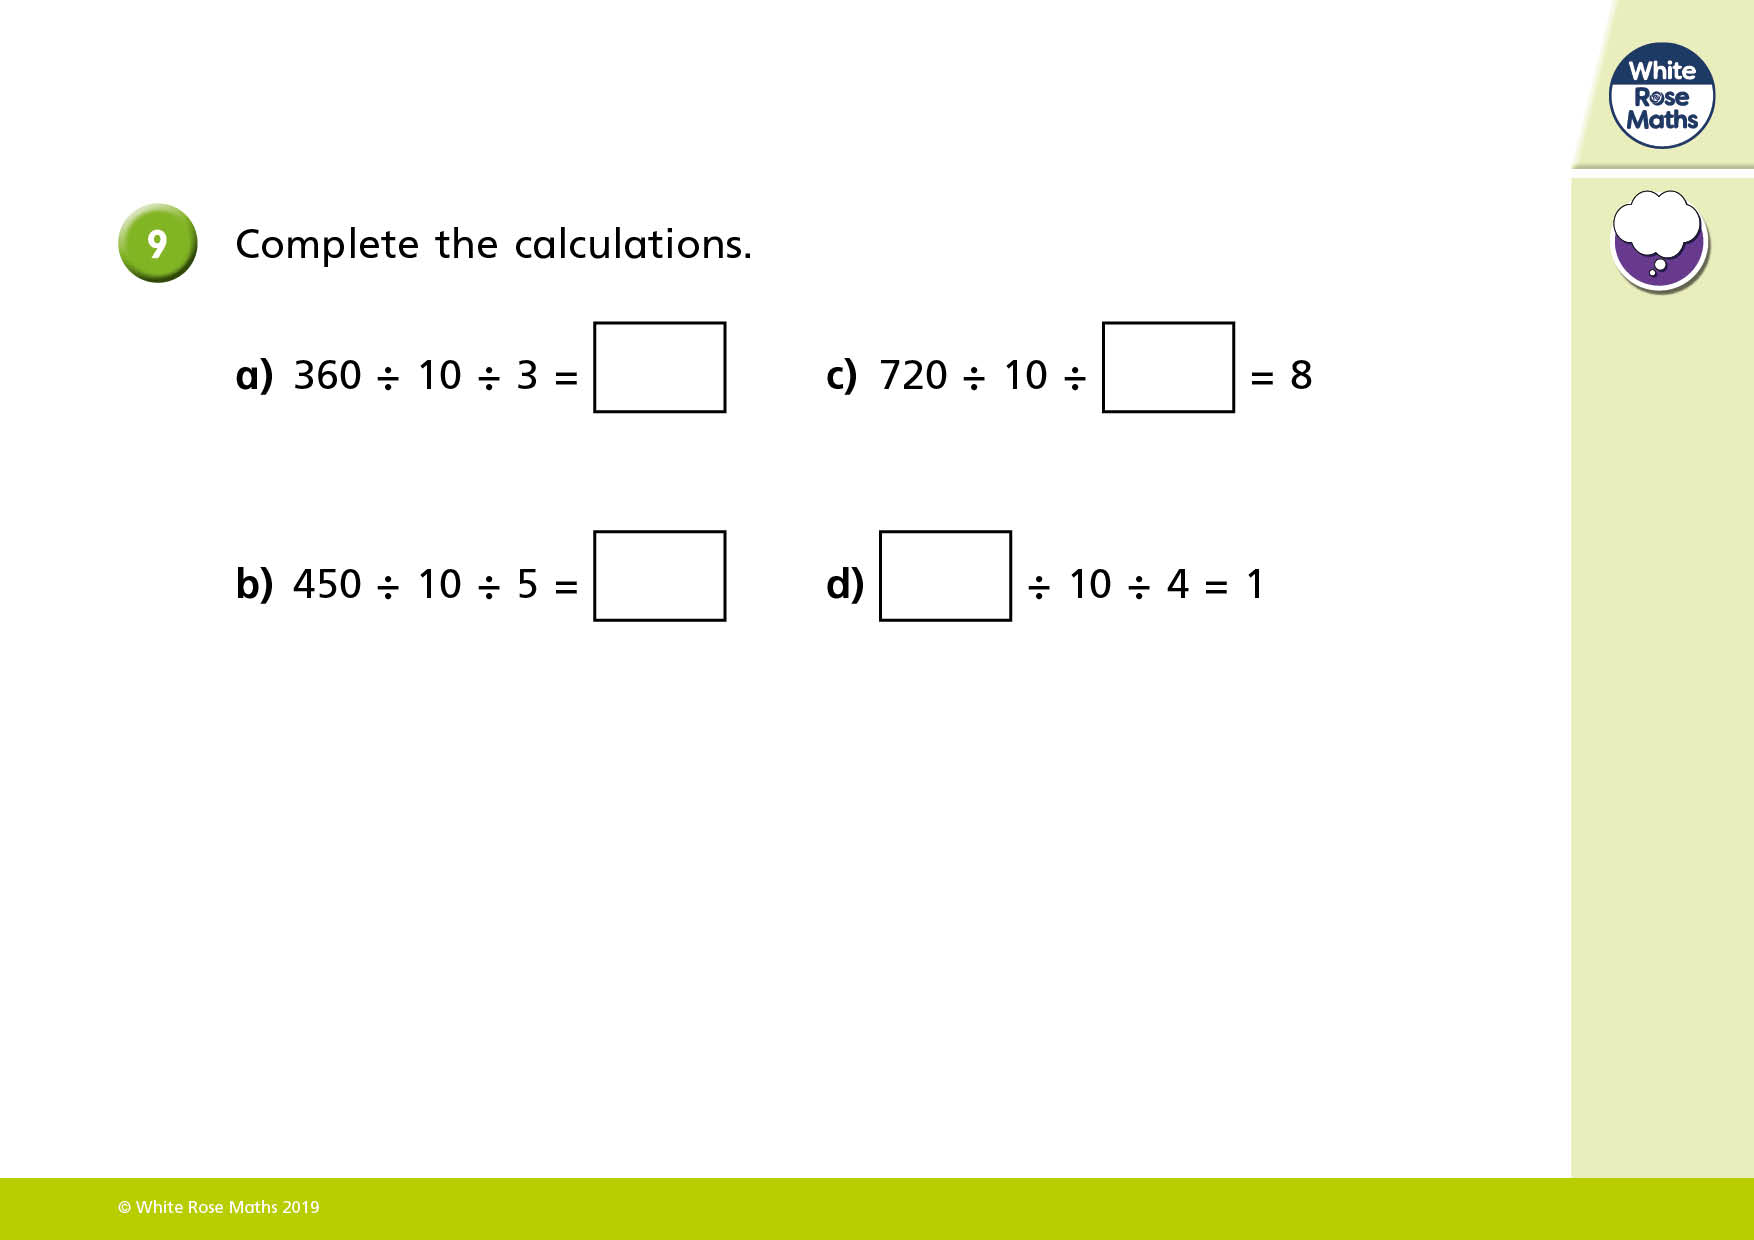 White
Rose
Maths
9 Complete the calculations.
a) 360 ÷ 10 ÷ 3 =
c) 720 ÷ 10 ÷ = 8
b) 450 ÷ 10 ÷ 5 =
d) ÷ 10 ÷ 4 = 1
© White Rose Maths 2019